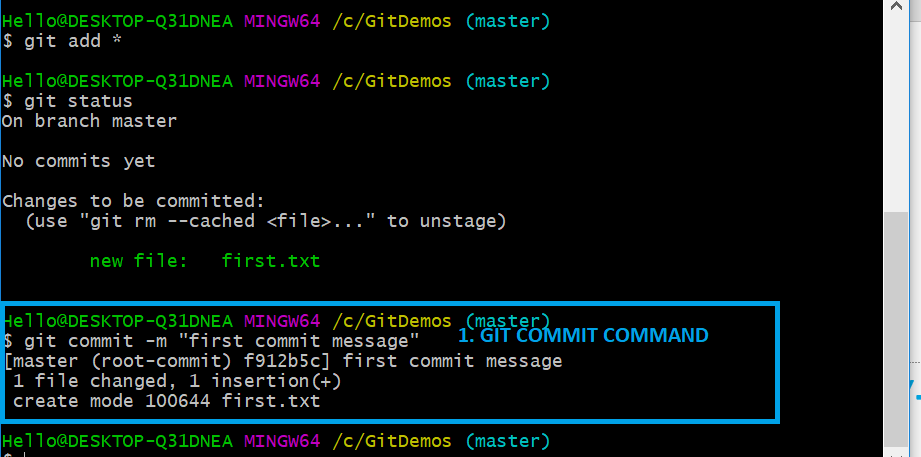 Hello@DESKTOP-Q31DNEA MINGW64 /c/GitDemos (master)
$ git add *
Hello@DESKTOP-Q31DNEA MINGW64 /c/GitDemos (master)
$ git status
On branch master
No commits yet
Changes to be committed:
(use "git rm --cached <file>..." to unstage)
new file: first.txt
Hello@DESKTOP-Q31DNEA MINGW64 /c/GitDemos (master)
$ git commit -m "first commit message" 1. GIT COMMIT COMMAND
[master (root-commit) f912b5c] first commit message
1 file changed, 1 insertion(+)
create mode 100644 first.txt
Hello@DESKTOP-Q31DNEA MINGW64 /c/GitDemos (master)
$